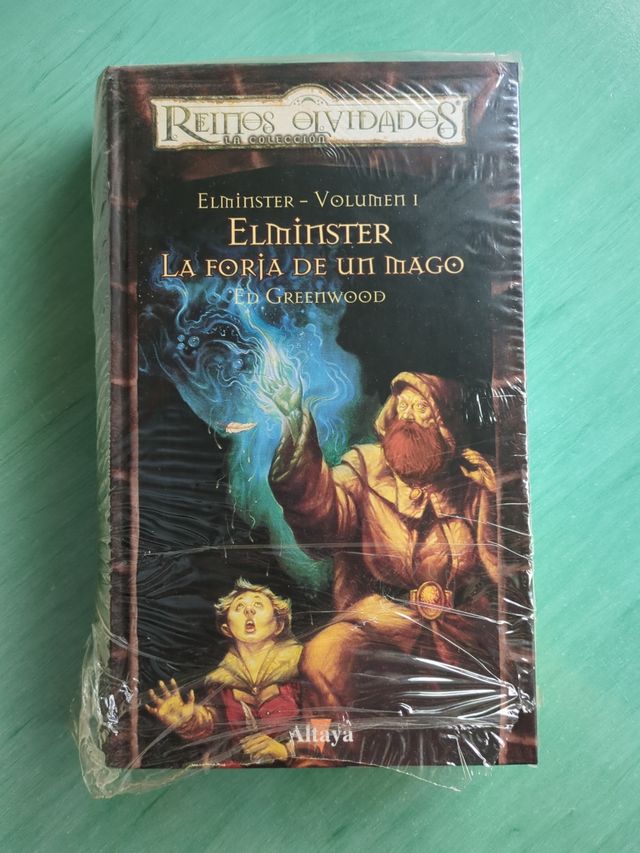 REINOS OLVIDADOS
LA COLECCIÓN
ELMINSTER – VOLUMEN I
ELMINSTER
LA FORJA DE UN MAGO
ED GREENWOOD
Altaya